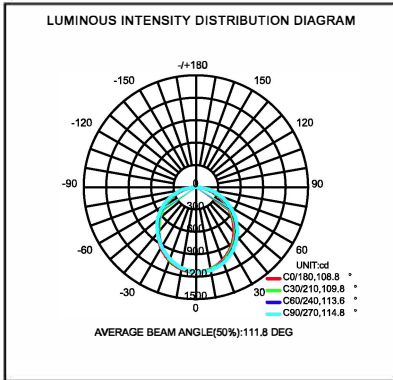 LUMINOUS INTENSITY DISTRIBUTION DIAGRAM
-/+180
-150 150
-120 120
-90 90
-60 60
-30 30
0
0
300
600
900
1200
1500
UNIT:cd
C0/180,108.8 °
C30/210,109.8 °
C60/240,113.6 °
C90/270,114.8 °
AVERAGE BEAM ANGLE(50%):111.8 DEG